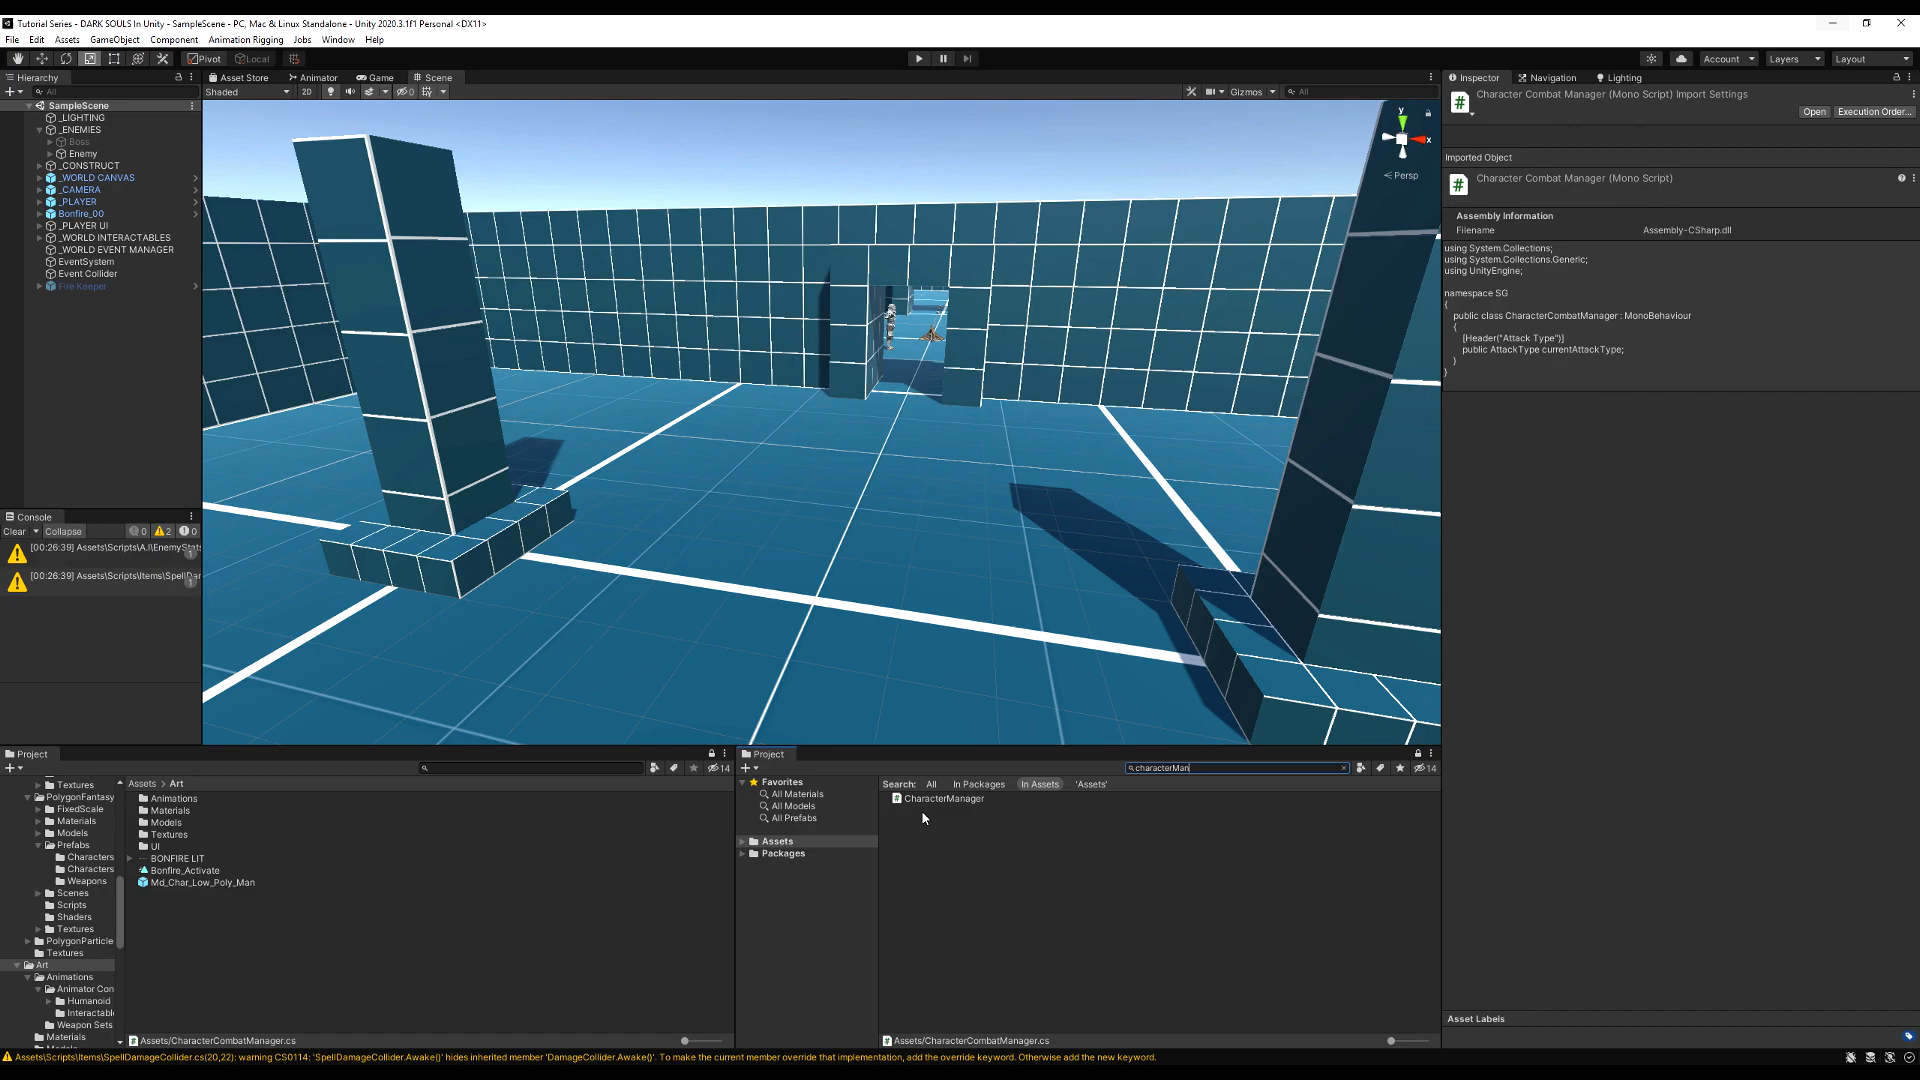 Tutorial Series - DARK SOULS In Unity - SampleScene - PC, Mac & Linux Standalone - Unity 2020.3.1f1 Personal <DX11>
File Edit Assets GameObject Component Animation Rigging Jobs Window Help
Pivot Local Account Layers Layout
Hierarchy
All
SampleScene
_LIGHTING
_ENEMIES
Boss
Enemy
_CONSTRUCT
_WORLD CANVAS
_CAMERA
_PLAYER
Bonfire_00
_PLAYER UI
_WORLD INTERACTABLES
_WORLD EVENT MANAGER
EventSystem
Event Collider
Fire Keeper
Console
Clear Collapse 0 2 0
[00:26:39] Assets\Scripts\A.I\EnemyStats
1
[00:26:39] Assets\Scripts\Items\SpellDar
1
Asset Store Animator Game Scene
Shaded 2D 0 Gizmos All
y
x
Persp
Inspector Navigation Lighting
Character Combat Manager (Mono Script) Import Settings
Open Execution Order...
Imported Object
Character Combat Manager (Mono Script)
Assembly Information
Filename Assembly-CSharp.dll
using System.Collections;
using System.Collections.Generic;
using UnityEngine;
namespace SG
{
public class CharacterCombatManager : MonoBehaviour
{
[Header("Attack Type")]
public AttackType currentAttackType;
}
}
Asset Labels
Project
14
Textures
PolygonFantasy
FixedScale
Materials
Models
Prefabs
Characters
Characters
Weapons
Scenes
Scripts
Shaders
Textures
PolygonParticle
Textures
Art
Animations
Animator Con
Humanoid
Interactabl
Weapon Sets
Materials
Assets > Art
Animations
Materials
Models
Textures
UI
BONFIRE LIT
Bonfire_Activate
Md_Char_Low_Poly_Man
Assets/CharacterCombatManager.cs
Project
characterMan
14
Favorites
All Materials
All Models
All Prefabs
Assets
Packages
Search: All In Packages In Assets 'Assets'
CharacterManager
Assets/CharacterCombatManager.cs
Assets\Scripts\Items\SpellDamageCollider.cs(20,22): warning CS0114: 'SpellDamageCollider.Awake()' hides inherited member 'DamageCollider.Awake()'. To make the current member override that implementation, add the override keyword. Otherwise add the new keyword.